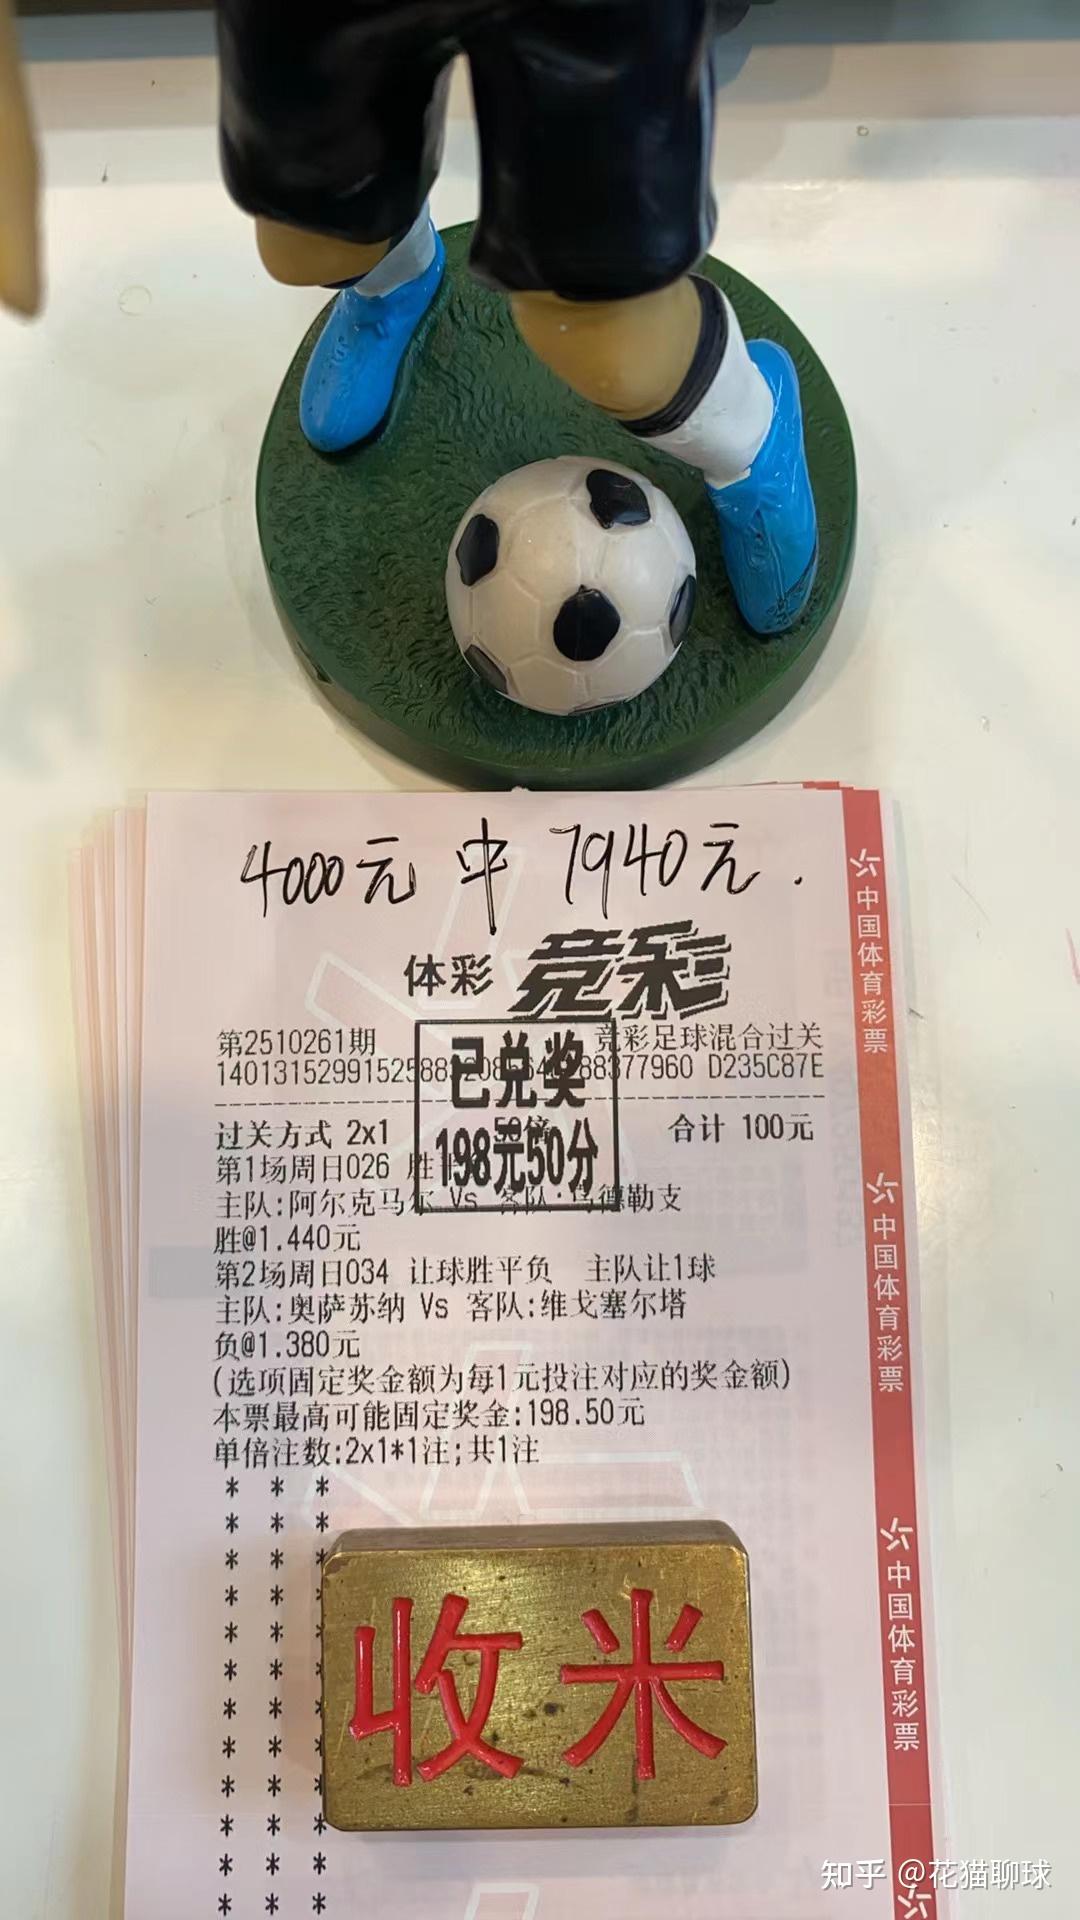 4000元 中 7940元.
体彩 竞彩
第2510261期 竞彩足球混合过关
88377960 D235C87E
已兑奖
198元50分
过关方式 2x1 50倍 合计 100元
第1场周日026 胜
主队:阿尔克马尔 Vs 客队:乌德勒支
胜@1.440元
第2场周日034 让球胜平负 主队让1球
主队:奥萨苏纳 Vs 客队:维戈塞尔塔
负@1.380元
(选项固定奖金额为每1元投注对应的奖金额)
本票最高可能固定奖金:198.50元
单倍注数:2x1*1注;共1注
* * *
* * *
* * *
* * *
* * *
* * *
* * *
* * *
* * *
* * *
* * *
* * *
收米
中国体育彩票
中国体育彩票
中国体育彩票
知乎 @花猫聊球